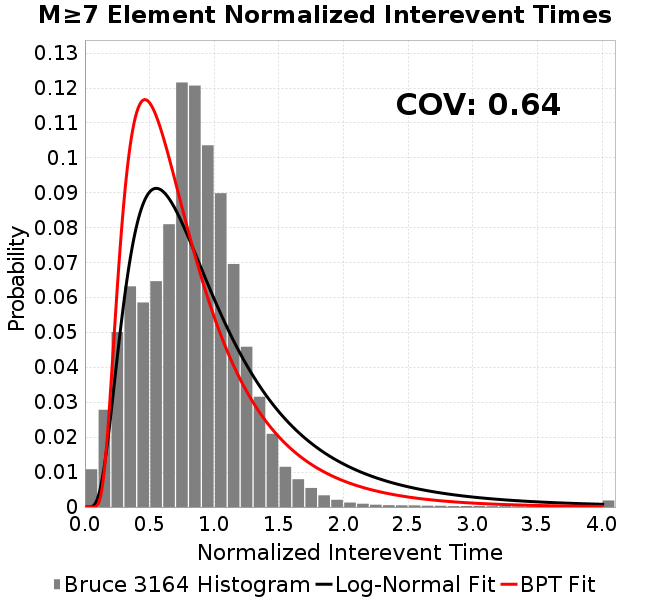 M≥7 Element Normalized Interevent Times
COV: 0.64
0.13
0.12
0.11
0.1
0.09
0.08
0.07
0.06
0.05
0.04
0.03
0.02
0.01
0
Probability
0.0 0.5 1.0 1.5 2.0 2.5 3.0 3.5 4.0
Normalized Interevent Time
Bruce 3164 Histogram Log-Normal Fit BPT Fit